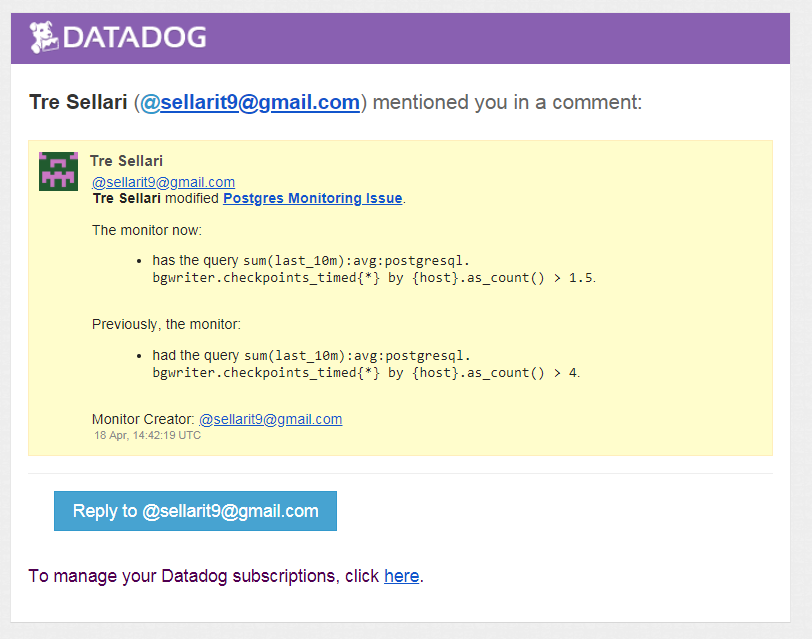 DATADOG
Tre Sellari (@sellarit9@gmail.com) mentioned you in a comment:
Tre Sellari
@sellarit9@gmail.com
Tre Sellari modified Postgres Monitoring Issue.
The monitor now:
• has the query sum(last_10m):avg:postgresql.
bgwriter.checkpoints_timed{*} by {host}.as_count() > 1.5.
Previously, the monitor:
• had the query sum(last_10m):avg:postgresql.
bgwriter.checkpoints_timed{*} by {host}.as_count() > 4.
Monitor Creator: @sellarit9@gmail.com
18 Apr, 14:42:19 UTC
Reply to @sellarit9@gmail.com
To manage your Datadog subscriptions, click here.